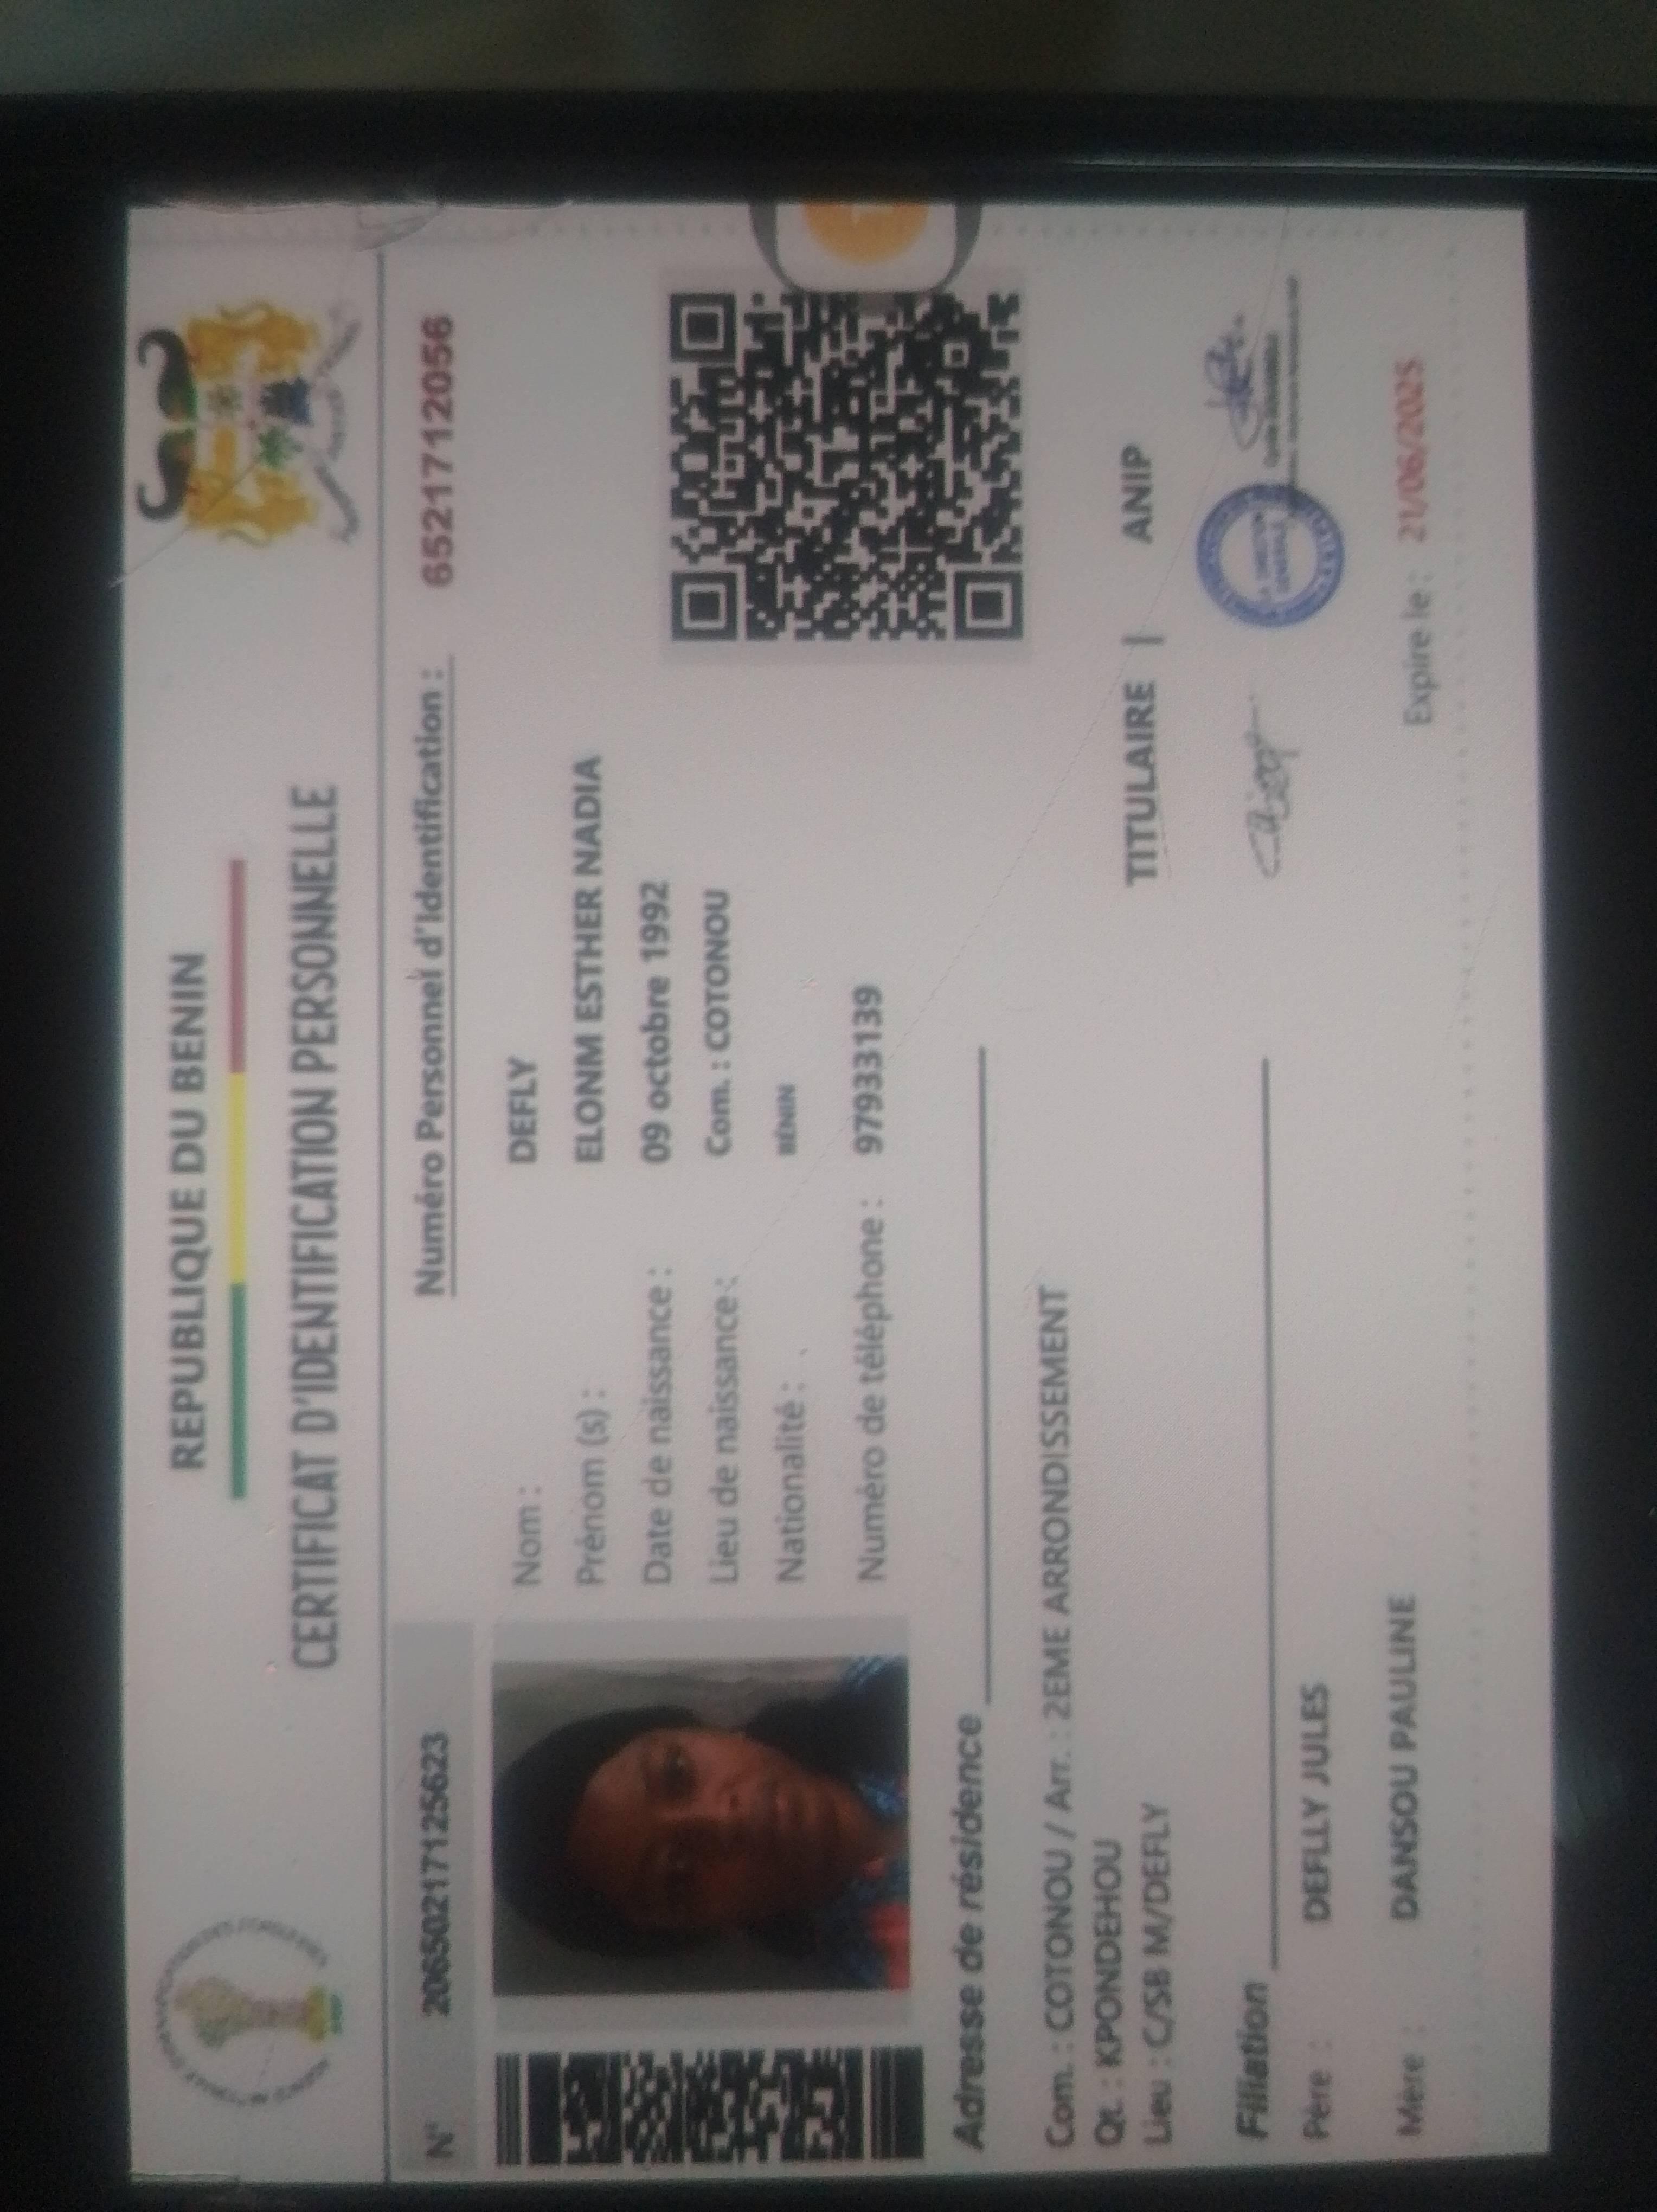 REPUBLIQUE DU BENIN
CERTIFICAT D'IDENTIFICATION PERSONNELLE
N° 20650217125623
Numéro Personnel d'Identification : 6521712056
Nom : DEFLY
Prénom (s) : ELONM ESTHER NADIA
Date de naissance : 09 octobre 1992
Lieu de naissance : Com. : COTONOU
Nationalité : BÉNIN
Numéro de téléphone : 97933139
Adresse de résidence
Com. : COTOINOU / Arr. : 2EME ARRONDISSEMENT
Qt. : KPONDEHOU
Lieu : C/SB M/DEFLY
TITULAIRE | ANIP
Filiation
Père : DEFLLY JULES
Mère : DANSOU PAULINE
Expire le : 21/06/2025